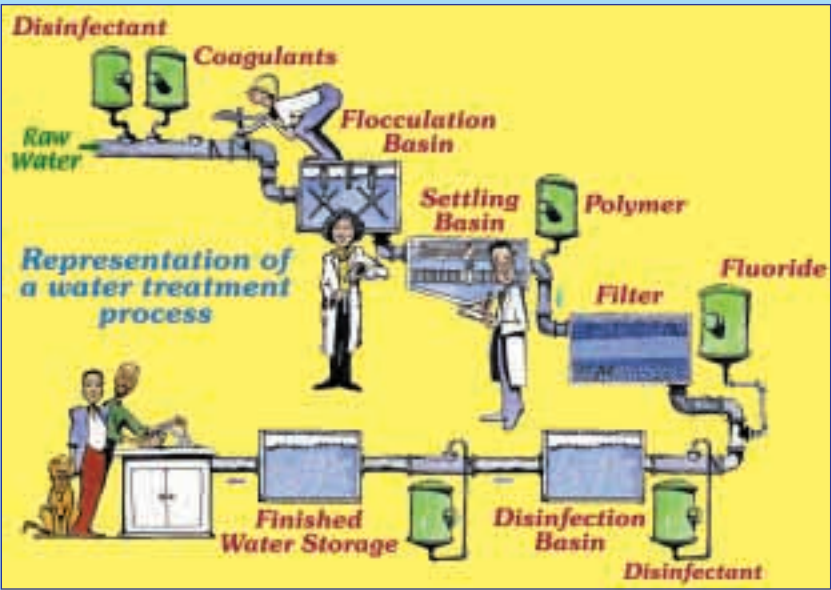 Disinfectant
Coagulants
Raw
Water
Flocculation
Basin
Settling
Basin
Polymer
Representation of
a water treatment
process
Fluoride
Filter
Finished
Water Storage
Disinfection
Basin
Disinfectant